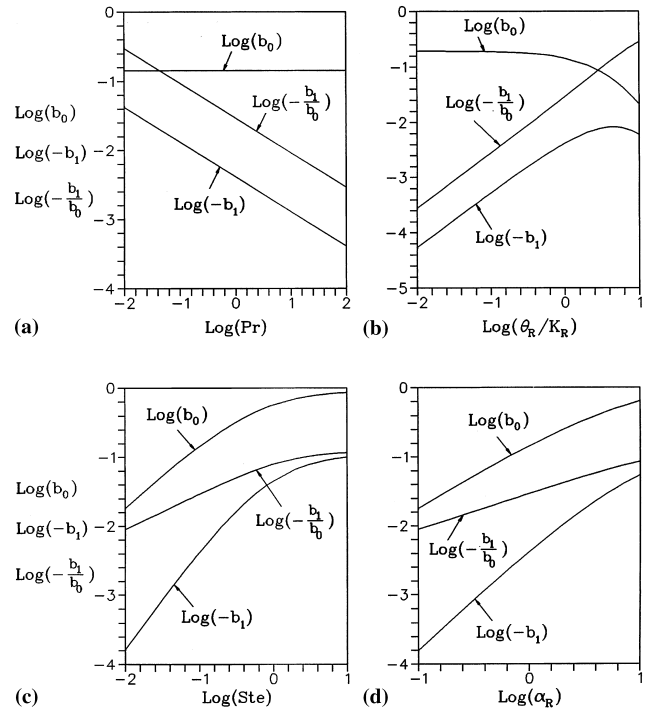 0
−1
−2
−3
−4
Log(b₀)
Log(−b₁)
Log(−b₁/b₀)
Log(b₀)
Log(−b₁/b₀)
Log(−b₁)
−2 −1 0 1 2
(a) Log(Pr)
0
−1
−2
−3
−4
−5
Log(b₀)
Log(−b₁/b₀)
Log(−b₁)
−2 −1 0 1
(b) Log(θ_R/K_R)
0
−1
−2
−3
−4
Log(b₀)
Log(−b₁)
Log(−b₁/b₀)
Log(b₀)
Log(−b₁/b₀)
Log(−b₁)
−2 −1 0 1
(c) Log(Ste)
0
−1
−2
−3
−4
Log(b₀)
Log(−b₁/b₀)
Log(−b₁)
−1 0 1
(d) Log(α_R)